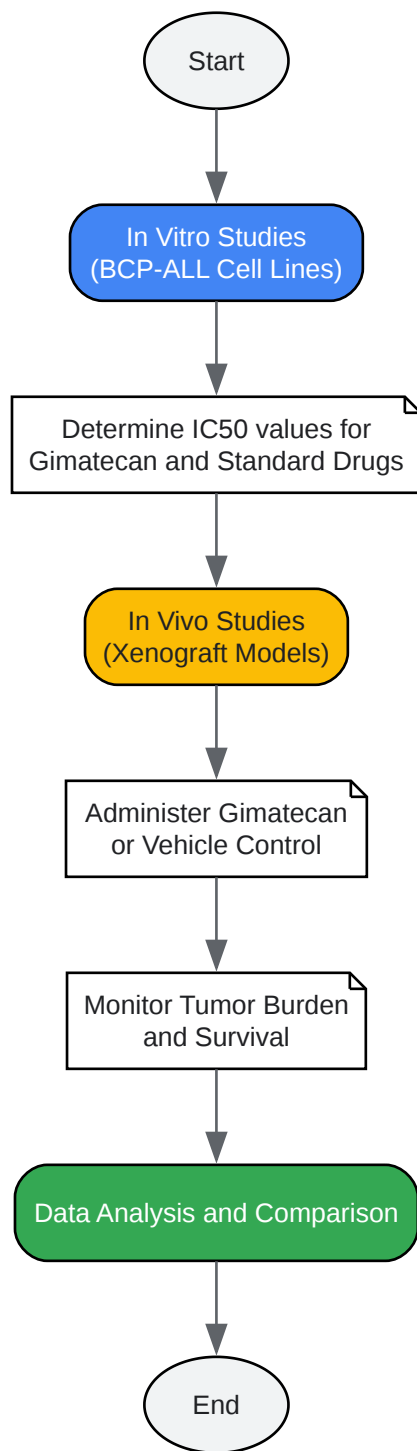 Start
In Vitro Studies
(BCP-ALL Cell Lines)
Determine IC50 values for
Gimatecan and Standard Drugs
In Vivo Studies
(Xenograft Models)
Administer Gimatecan
or Vehicle Control
Monitor Tumor Burden
and Survival
Data Analysis and Comparison
End